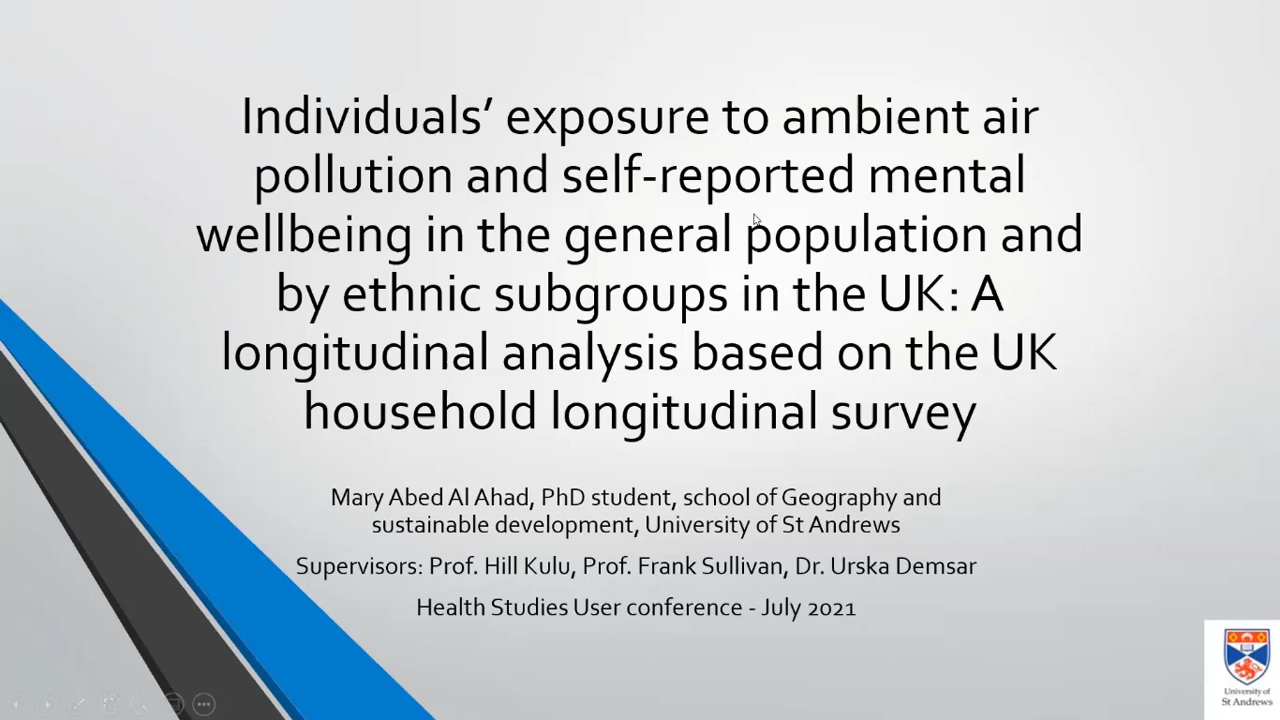 Individuals’ exposure to ambient air
pollution and self-reported mental
wellbeing in the general population and
by ethnic subgroups in the UK: A
longitudinal analysis based on the UK
household longitudinal survey
Mary Abed Al Ahad, PhD student, school of Geography and
sustainable development, University of St Andrews
Supervisors: Prof. Hill Kulu, Prof. Frank Sullivan, Dr. Urska Demsar
Health Studies User conference - July 2021
University of
St Andrews